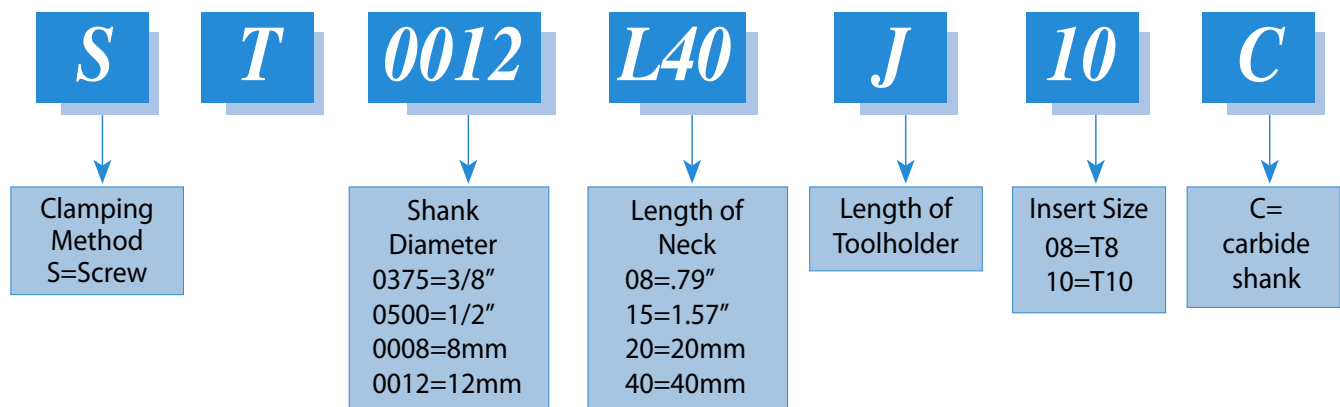 S T 0012 L40 J 10 C
Clamping
Method
S=Screw
Shank
Diameter
0375=3/8”
0500=1/2”
0008=8mm
0012=12mm
Length of
Neck
08=.79”
15=1.57”
20=20mm
40=40mm
Length of
Toolholder
Insert Size
08=T8
10=T10
C=
carbide
shank